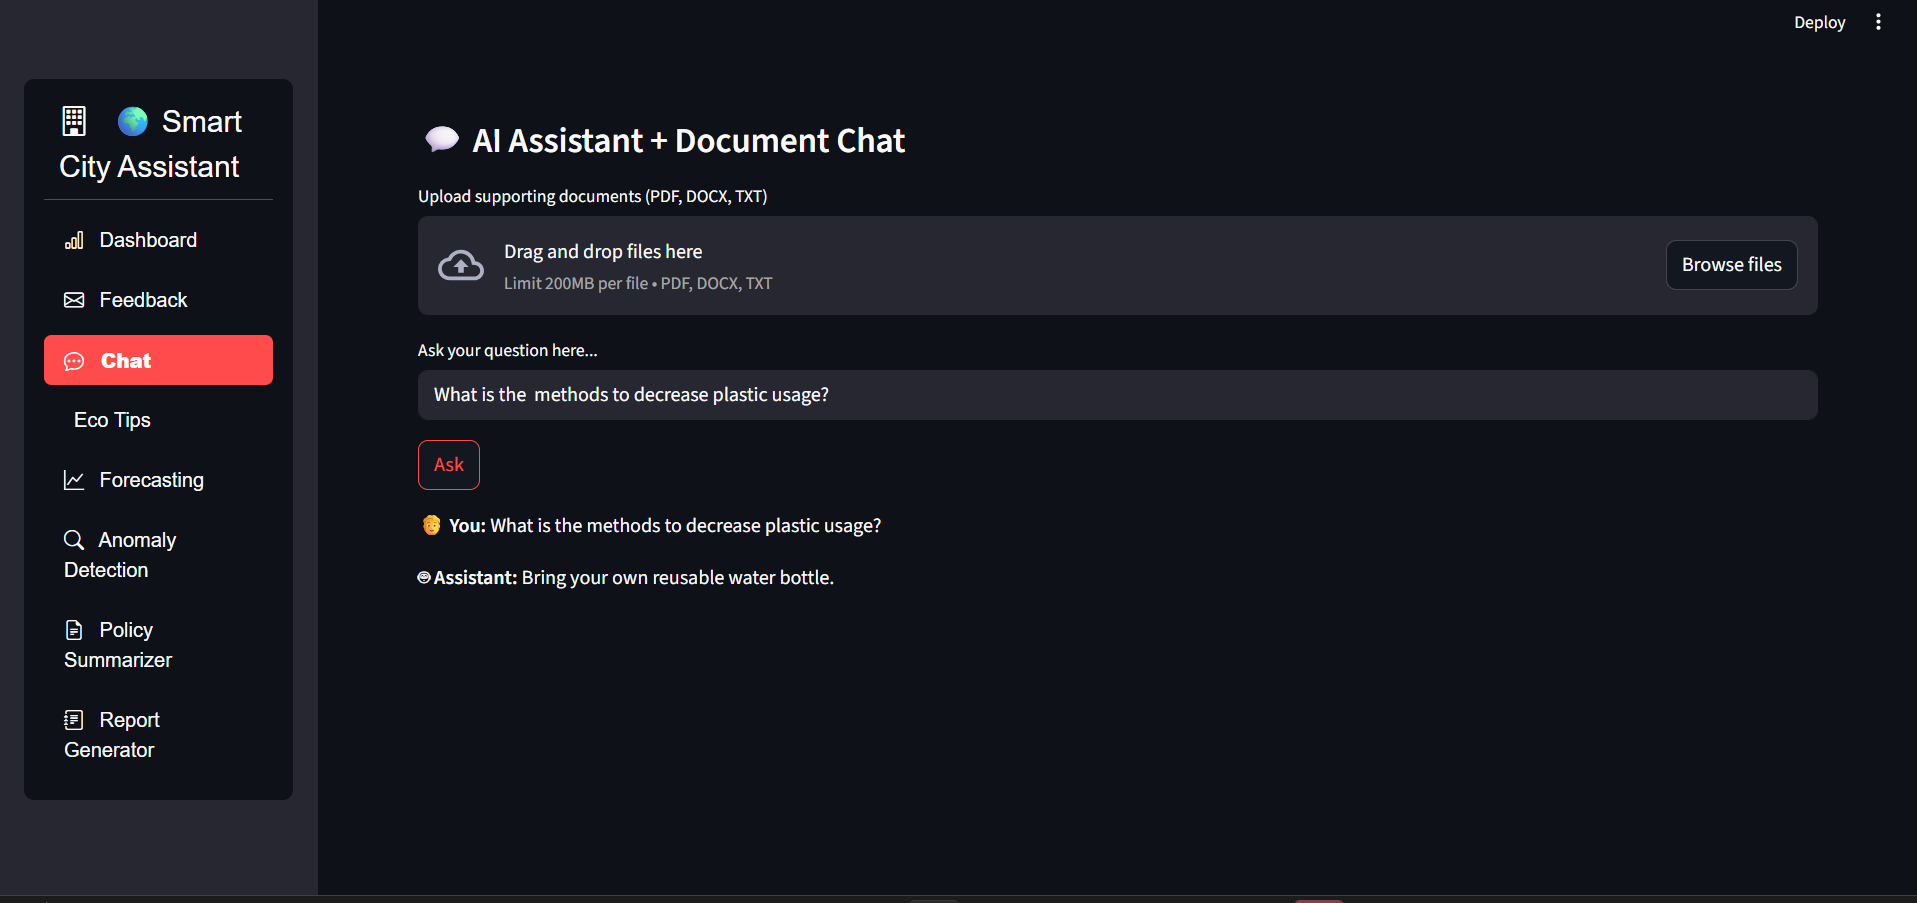 Deploy
Smart
City Assistant
Dashboard
Feedback
Chat
Eco Tips
Forecasting
Anomaly
Detection
Policy
Summarizer
Report
Generator
AI Assistant + Document Chat
Upload supporting documents (PDF, DOCX, TXT)
Drag and drop files here
Limit 200MB per file • PDF, DOCX, TXT
Browse files
Ask your question here...
What is the  methods to decrease plastic usage?
Ask
You: What is the methods to decrease plastic usage?
Assistant: Bring your own reusable water bottle.